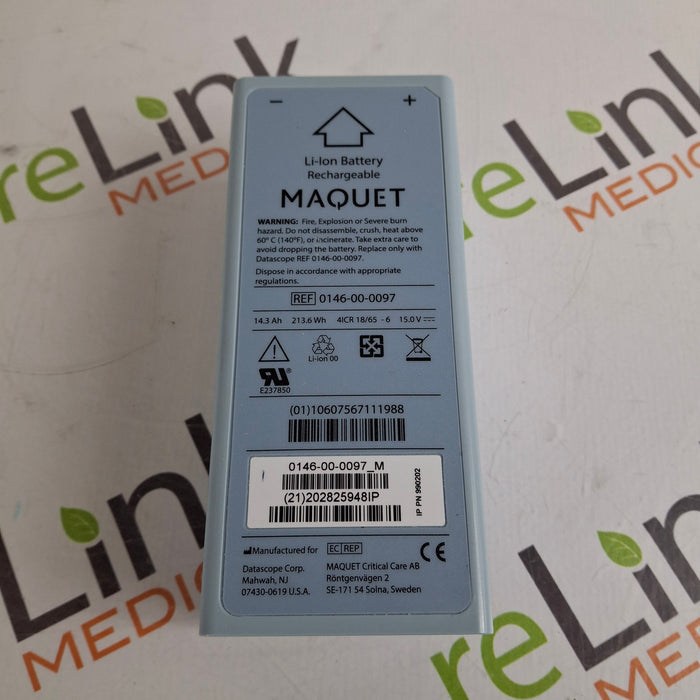 − +
Li-Ion Battery
Rechargeable
MAQUET
WARNING: Fire, Explosion or Severe burn
hazard. Do not disassemble, crush, heat above
60° C (140°F), or incinerate. Take extra care to
avoid dropping the battery. Replace only with
Datascope REF 0146-00-0097.
Dispose in accordance with appropriate
regulations.
REF 0146-00-0097
14.3 Ah 213.6 Wh 4ICR 18/65 - 6 15.0 V
Li-ion 00
E237850
(01)10607567111988
0146-00-0097_M
(21)202825948IP
IP PN 990202
Manufactured for EC REP CE
Datascope Corp.
Mahwah, NJ
07430-0619 U.S.A.
MAQUET Critical Care AB
Röntgenvägen 2
SE-171 54 Solna, Sweden
reLink
MEDICAL
reLink
MEDICAL
reLink
MEDICAL
reLink
MEDICAL